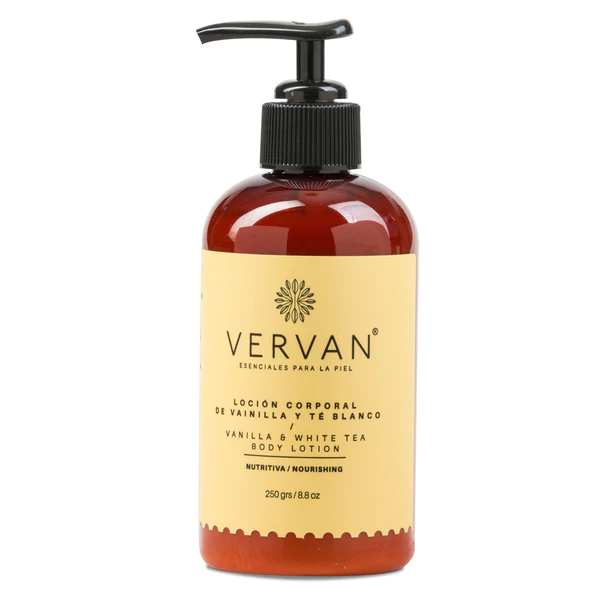 VERVAN®
ESENCIALES PARA LA PIEL
LOCIÓN CORPORAL
DE VAINILLA Y TÉ BLANCO
/
VANILLA & WHITE TEA
BODY LOTION
NUTRITIVA / NOURISHING
250 grs / 8.8 oz